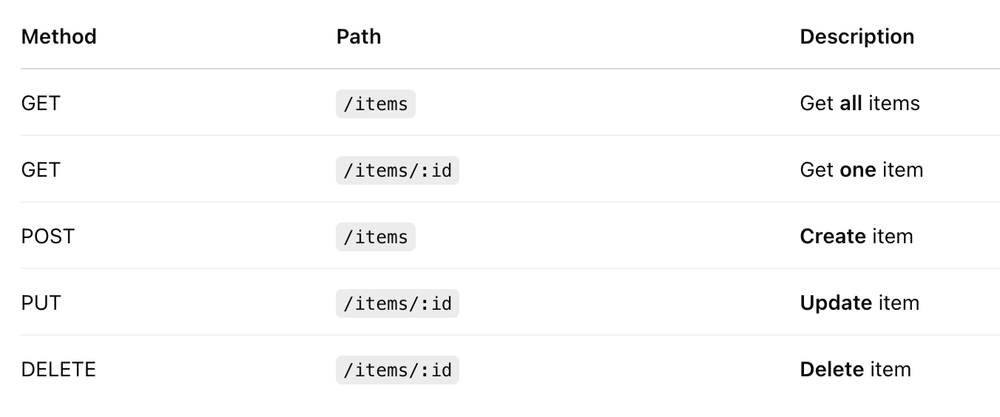 Method Path Description
GET /items Get all items
GET /items/:id Get one item
POST /items Create item
PUT /items/:id Update item
DELETE /items/:id Delete item